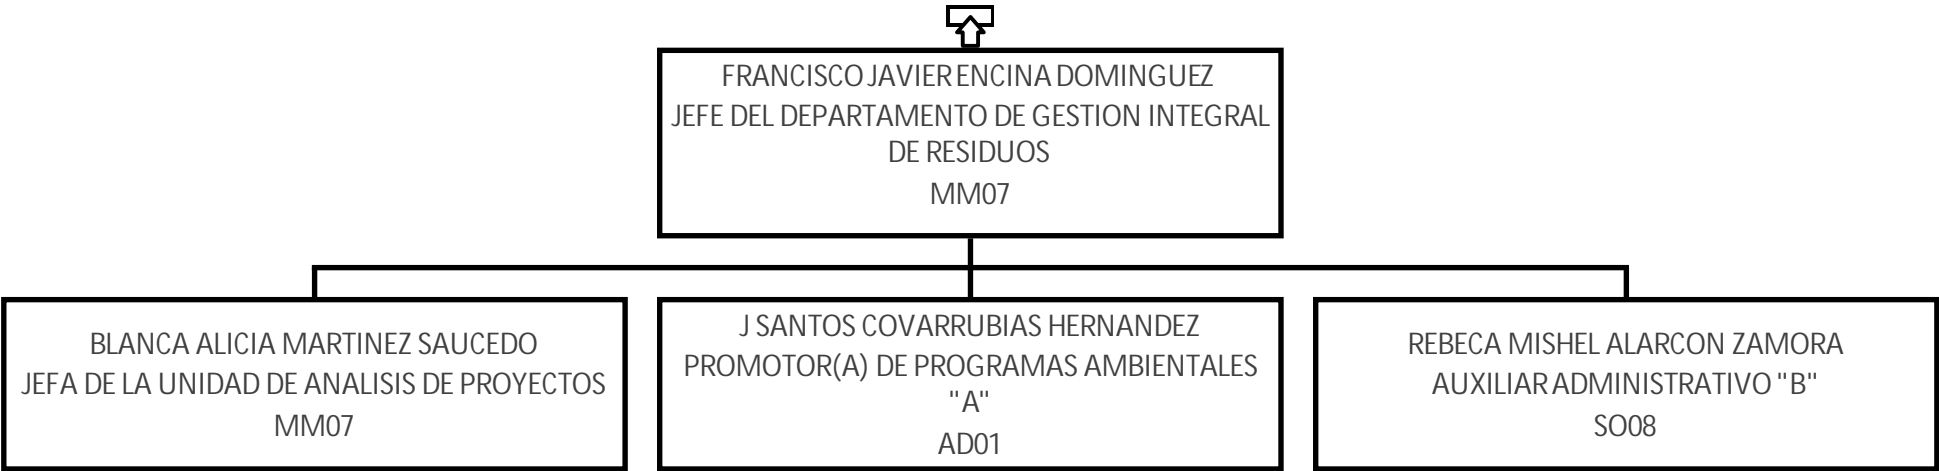 FRANCISCO JAVIER ENCINA DOMINGUEZ
JEFE DEL DEPARTAMENTO DE GESTION INTEGRAL
DE RESIDUOS
MM07
BLANCA ALICIA MARTINEZ SAUCEDO
JEFA DE LA UNIDAD DE ANALISIS DE PROYECTOS
MM07
J SANTOS COVARRUBIAS HERNANDEZ
PROMOTOR(A) DE PROGRAMAS AMBIENTALES
"A"
AD01
REBECA MISHEL ALARCON ZAMORA
AUXILIAR ADMINISTRATIVO "B"
SO08